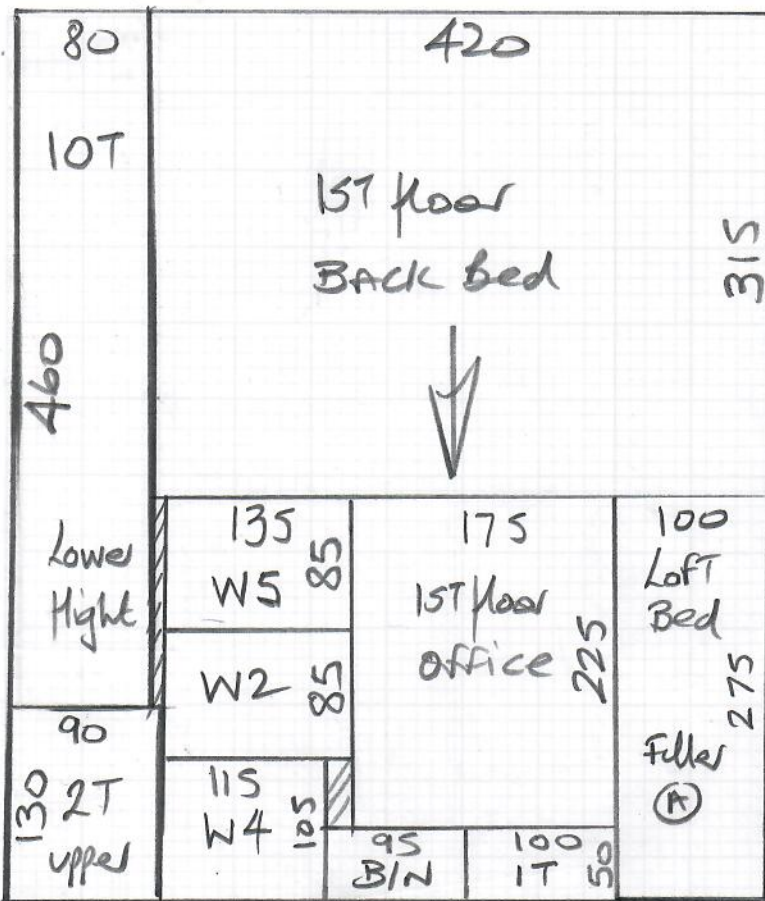 80
10T
460
Lower
flight
420
1ST floor
BACK Bed
315
135
W5
85
W2
85
115
W4
105
175
1ST floor
office
225
100
LOFT
Bed
275
Filler
A
90
130
2T
upper
95
B/N
100
1T
50